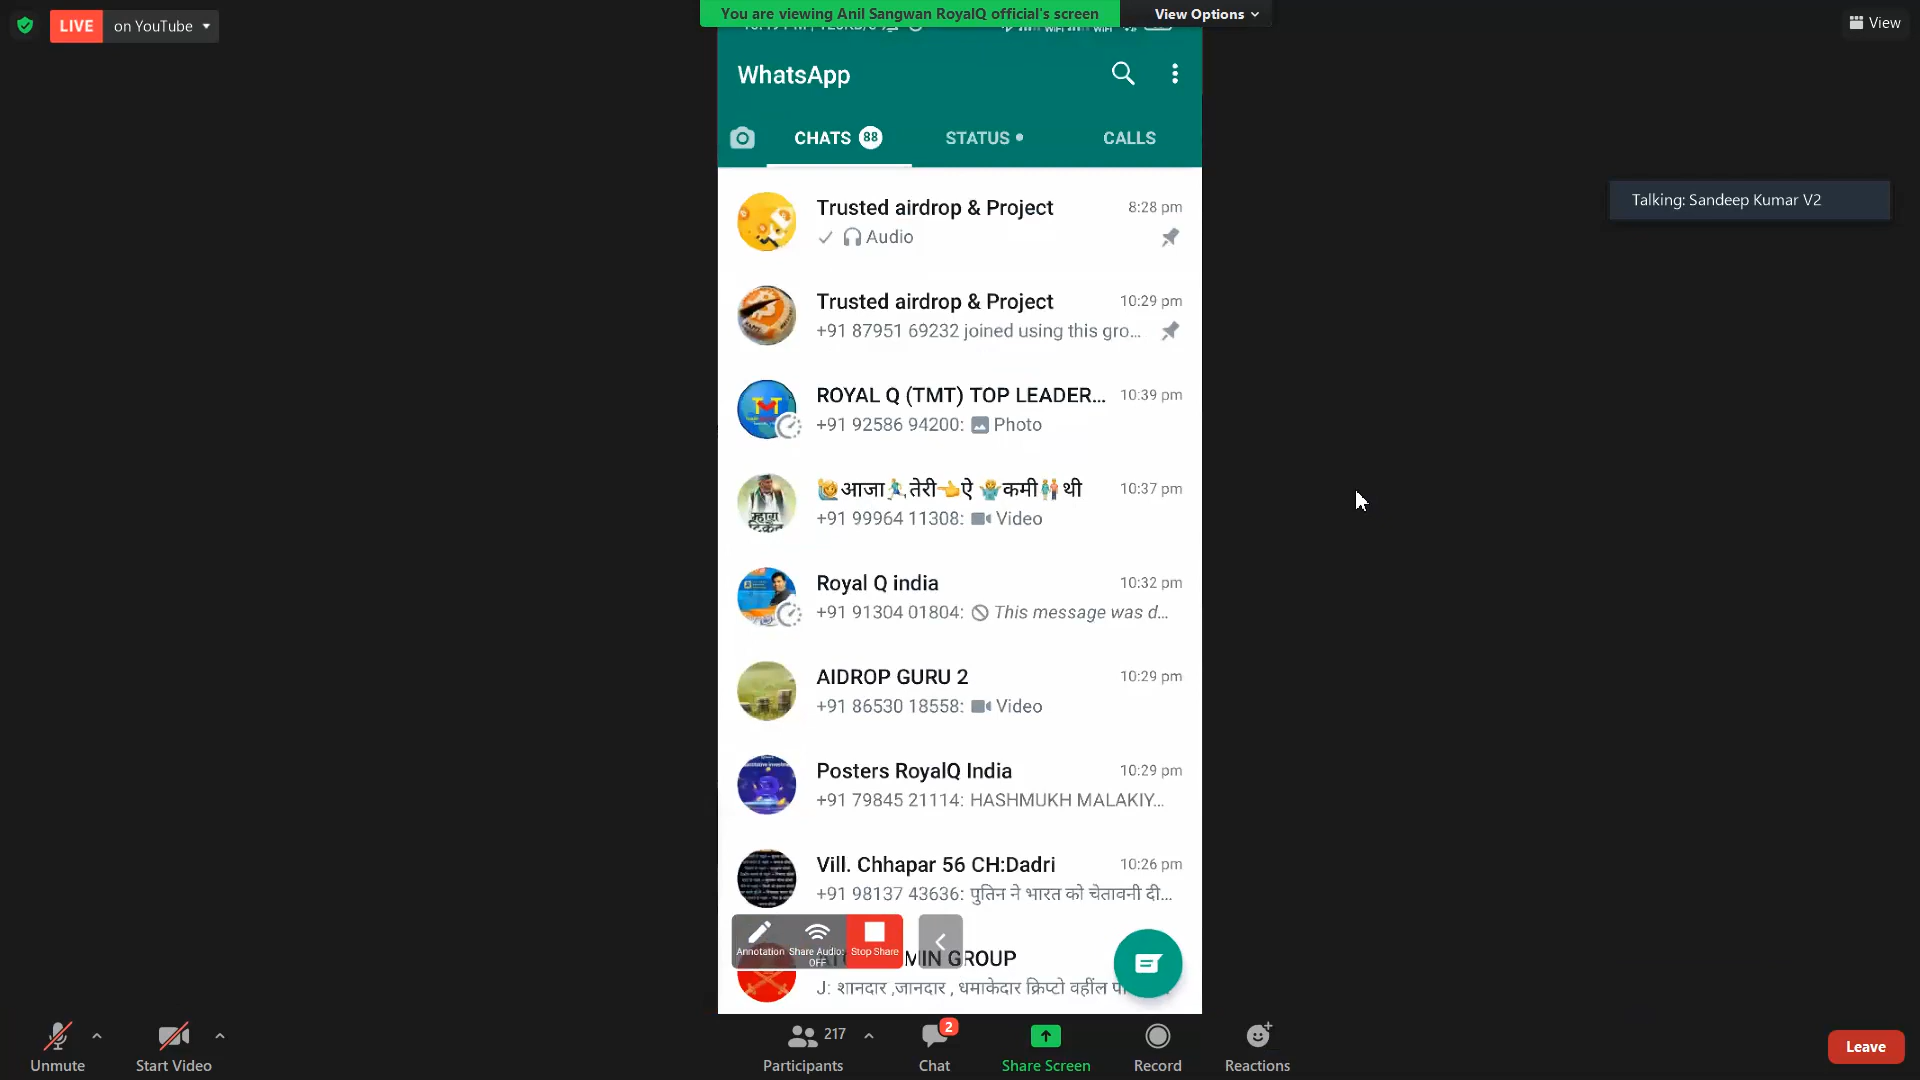 LIVE on YouTube
You are viewing Anil Sangwan RoyalQ official's screen
View Options
View
WhatsApp
CHATS 88 STATUS CALLS
Talking: Sandeep Kumar V2
Trusted airdrop & Project 8:28 pm
Audio
Trusted airdrop & Project 10:29 pm
+91 87951 69232 joined using this gro...
ROYAL Q (TMT) TOP LEADER... 10:39 pm
+91 92586 94200: Photo
🙋आजा🏃तेरी👈ऐ 🤷कमी👬थी 10:37 pm
+91 99964 11308: Video
Royal Q india 10:32 pm
+91 91304 01804: This message was d...
AIDROP GURU 2 10:29 pm
+91 86530 18558: Video
Posters RoyalQ India 10:29 pm
+91 79845 21114: HASHMUKH MALAKIY...
Vill. Chhapar 56 CH:Dadri 10:26 pm
+91 98137 43636: पुतिन ने भारत को चेतावनी दी...
Annotation Share Audio: OFF Stop Share
GROUP
J: शानदार ,जानदार , धमाकेदार क्रिप्टो वहींल
Unmute
Start Video
217
Participants
2
Chat
Share Screen
Record
Reactions
Leave